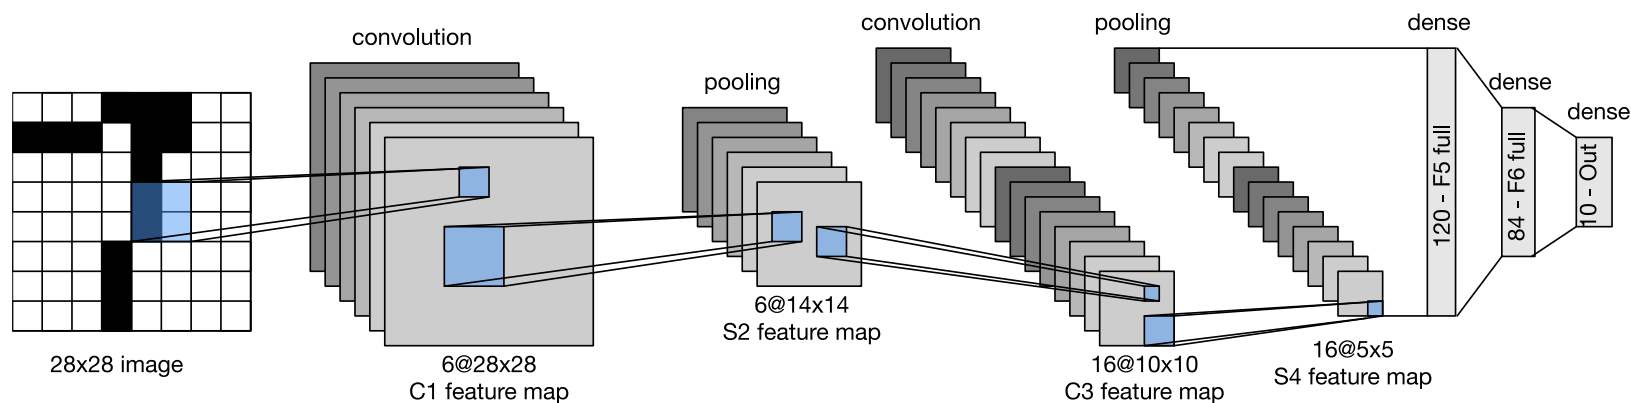 convolution
pooling
convolution
pooling
dense
dense
dense
28x28 image
6@28x28
C1 feature map
6@14x14
S2 feature map
16@10x10
C3 feature map
16@5x5
S4 feature map
120 - F5 full
84 - F6 full
10 - Out